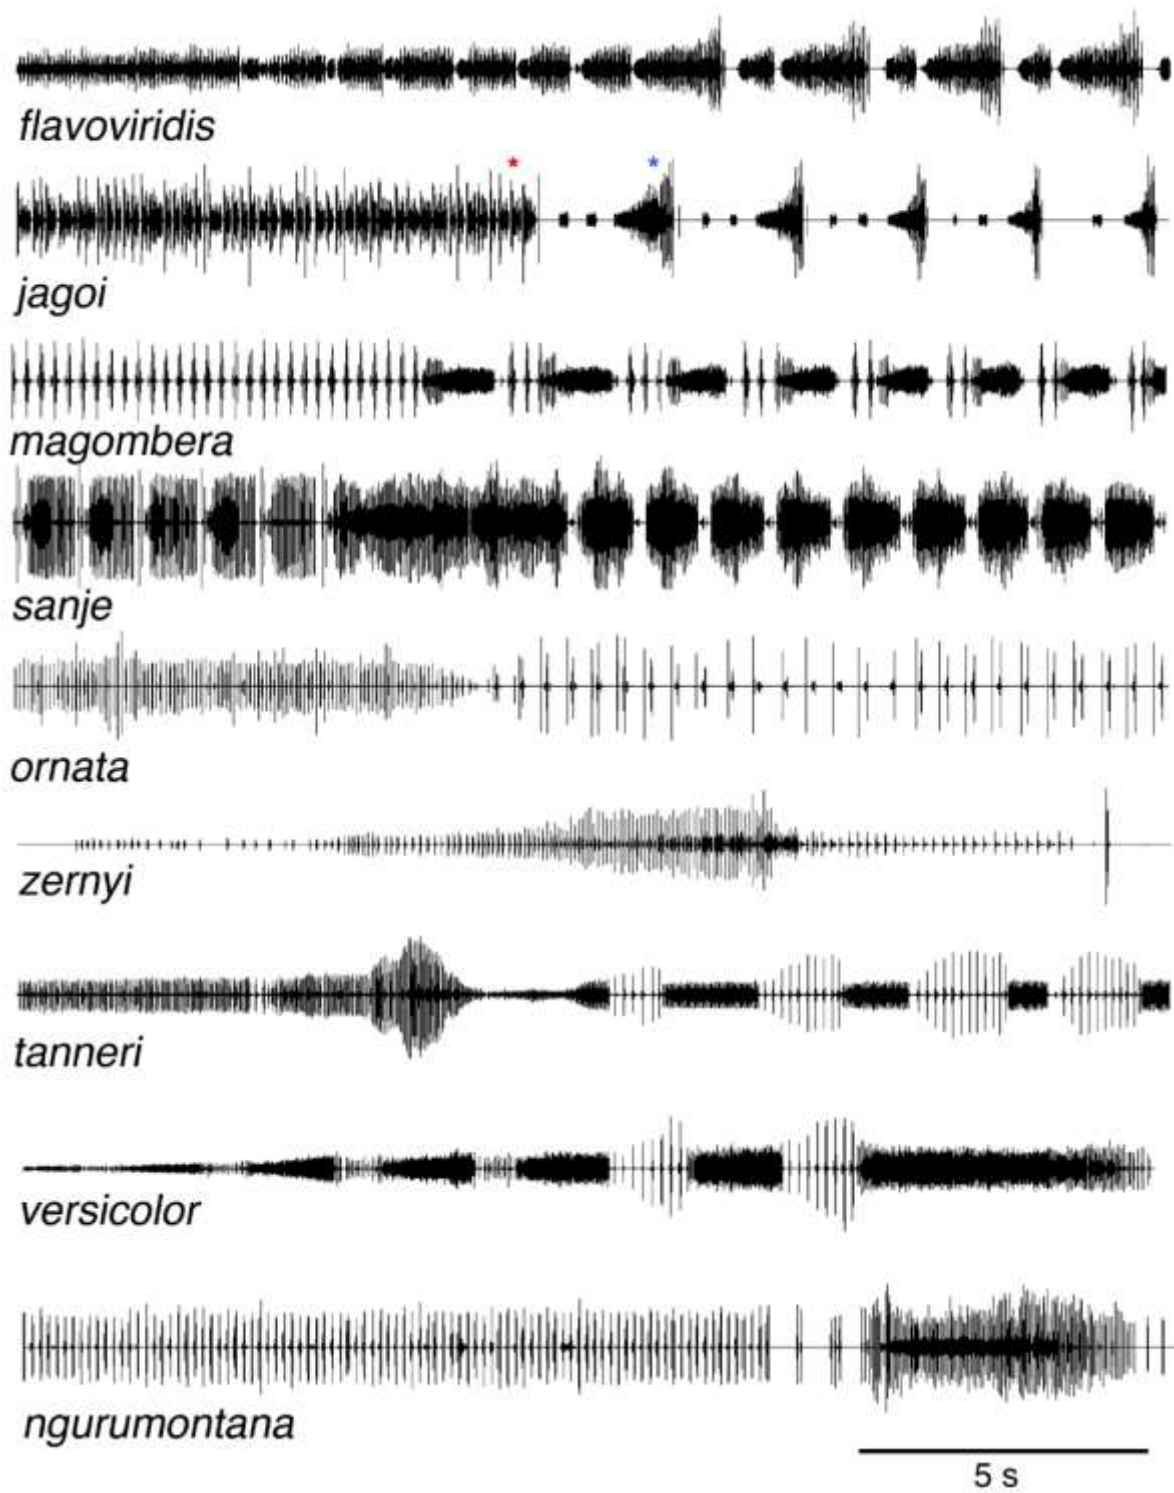 flavoviridis
* *
jagoi
magombera
sanje
ornata
zernyi
tanneri
versicolor
ngurumontana
5 s